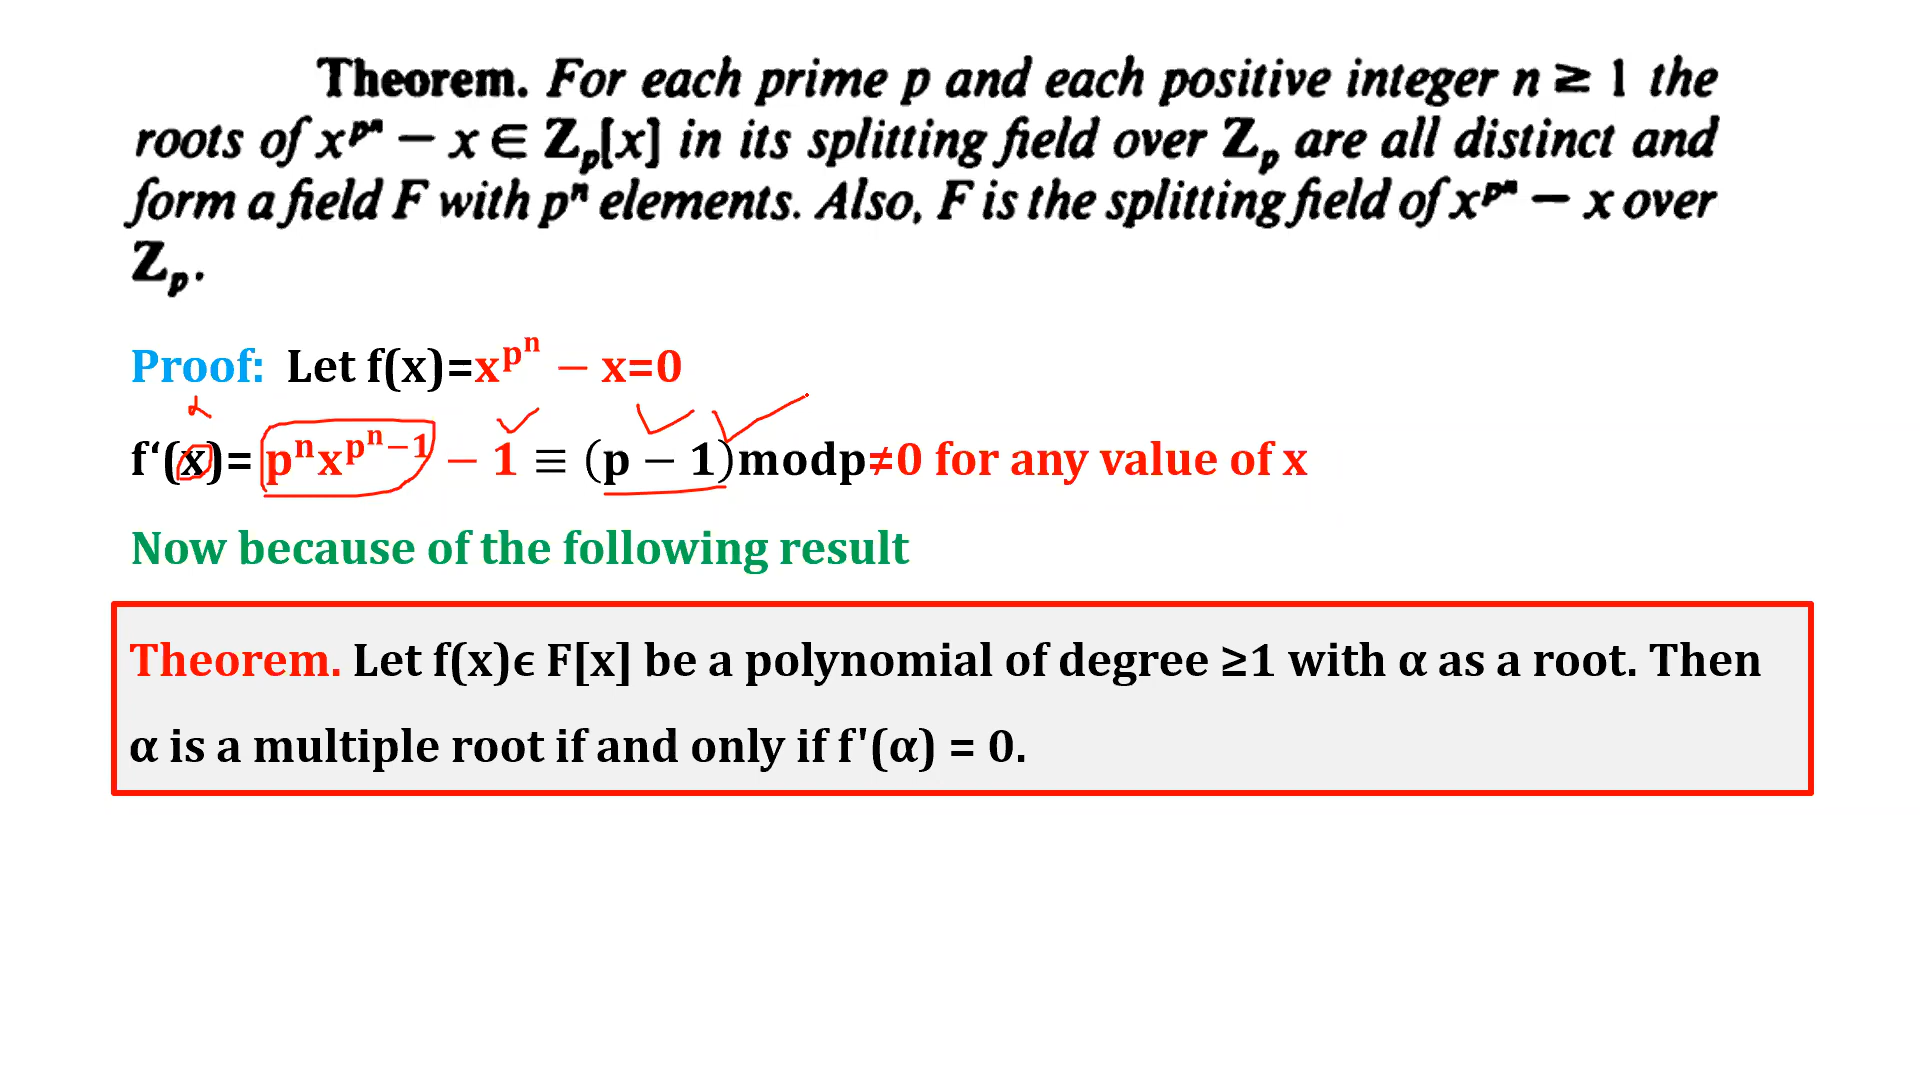 Theorem. For each prime p and each positive integer n ≥ 1 the
roots of x^{p^n} − x ∈ Z_p[x] in its splitting field over Z_p are all distinct and
form a field F with p^n elements. Also, F is the splitting field of x^{p^n} − x over
Z_p.
Proof: Let f(x)=x^{p^n} − x=0
α
f‘(x)= p^n x^{p^n−1} − 1 ≡ (p − 1)modp≠0 for any value of x
Now because of the following result
Theorem. Let f(x)ϵ F[x] be a polynomial of degree ≥1 with α as a root. Then
α is a multiple root if and only if f'(α) = 0.